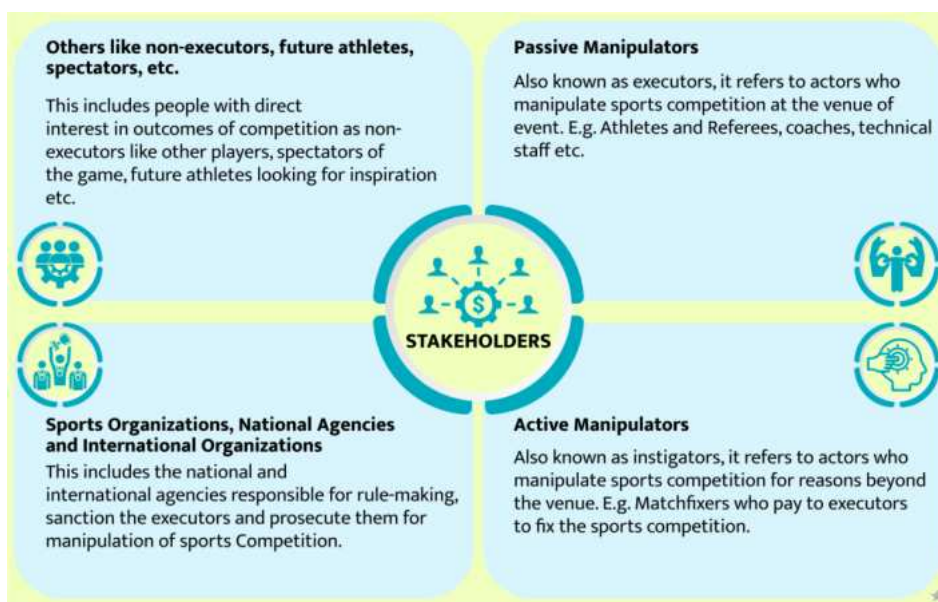 Others like non-executors, future athletes,
spectators, etc.
This includes people with direct
interest in outcomes of competition as non-
executors like other players, spectators of
the game, future athletes looking for inspiration
etc.
Passive Manipulators
Also known as executors, it refers to actors who
manipulate sports competition at the venue of
event. E.g. Athletes and Referees, coaches, technical
staff etc.
$
STAKEHOLDERS
Sports Organizations, National Agencies
and International Organizations
This includes the national and
international agencies responsible for rule-making,
sanction the executors and prosecute them for
manipulation of sports Competition.
Active Manipulators
Also known as instigators, it refers to actors who
manipulate sports competition for reasons beyond
the venue. E.g. Matchfixers who pay to executors
to fix the sports competition.